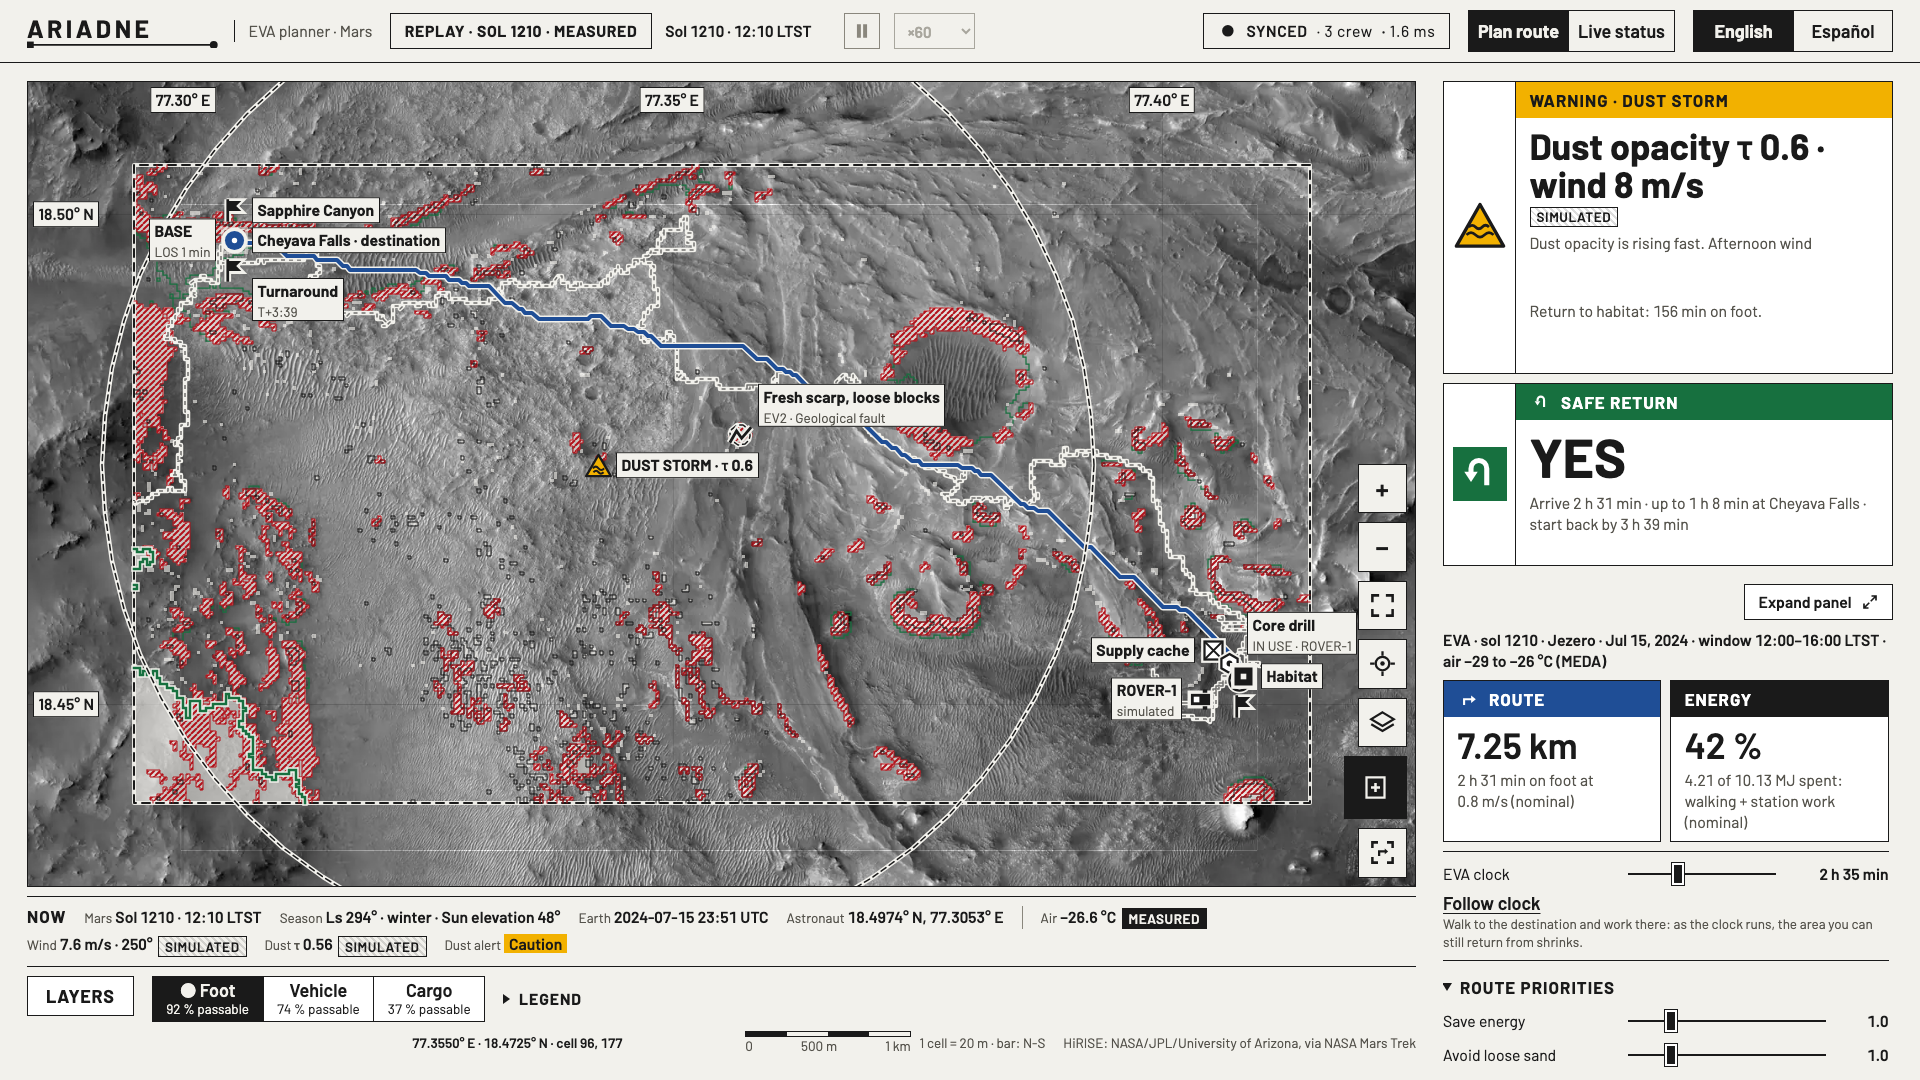 ARIADNE
EVA planner · Mars
REPLAY · SOL 1210 · MEASURED
Sol 1210 · 12:10 LTST
×60
SYNCED · 3 crew · 1.6 ms
Plan route
Live status
English
Español
77.30° E
77.35° E
77.40° E
18.50° N
18.45° N
Sapphire Canyon
BASE
LOS 1 min
Cheyava Falls · destination
Turnaround
T+3:39
Fresh scarp, loose blocks
EV2 · Geological fault
DUST STORM · τ 0.6
Core drill
IN USE · ROVER-1
Supply cache
Habitat
ROVER-1
simulated
+
−
WARNING · DUST STORM
Dust opacity τ 0.6 ·
wind 8 m/s
SIMULATED
Dust opacity is rising fast. Afternoon wind
Return to habitat: 156 min on foot.
SAFE RETURN
YES
Arrive 2 h 31 min · up to 1 h 8 min at Cheyava Falls ·
start back by 3 h 39 min
Expand panel
EVA · sol 1210 · Jezero · Jul 15, 2024 · window 12:00–16:00 LTST ·
air −29 to −26 °C (MEDA)
ROUTE
7.25 km
2 h 31 min on foot at
0.8 m/s (nominal)
ENERGY
42 %
4.21 of 10.13 MJ spent:
walking + station work
(nominal)
EVA clock
2 h 35 min
Follow clock
Walk to the destination and work there: as the clock runs, the area you can
still return from shrinks.
ROUTE PRIORITIES
Save energy
1.0
Avoid loose sand
1.0
NOW Mars Sol 1210 · 12:10 LTST Season Ls 294° · winter · Sun elevation 48° Earth 2024-07-15 23:51 UTC Astronaut 18.4974° N, 77.3053° E Air −26.6 °C MEASURED
Wind 7.6 m/s · 250° SIMULATED Dust τ 0.56 SIMULATED Dust alert Caution
LAYERS
Foot
92 % passable
Vehicle
74 % passable
Cargo
37 % passable
LEGEND
77.3550° E · 18.4725° N · cell 96, 177
0 500 m 1 km
1 cell = 20 m · bar: N-S
HiRISE: NASA/JPL/University of Arizona, via NASA Mars Trek